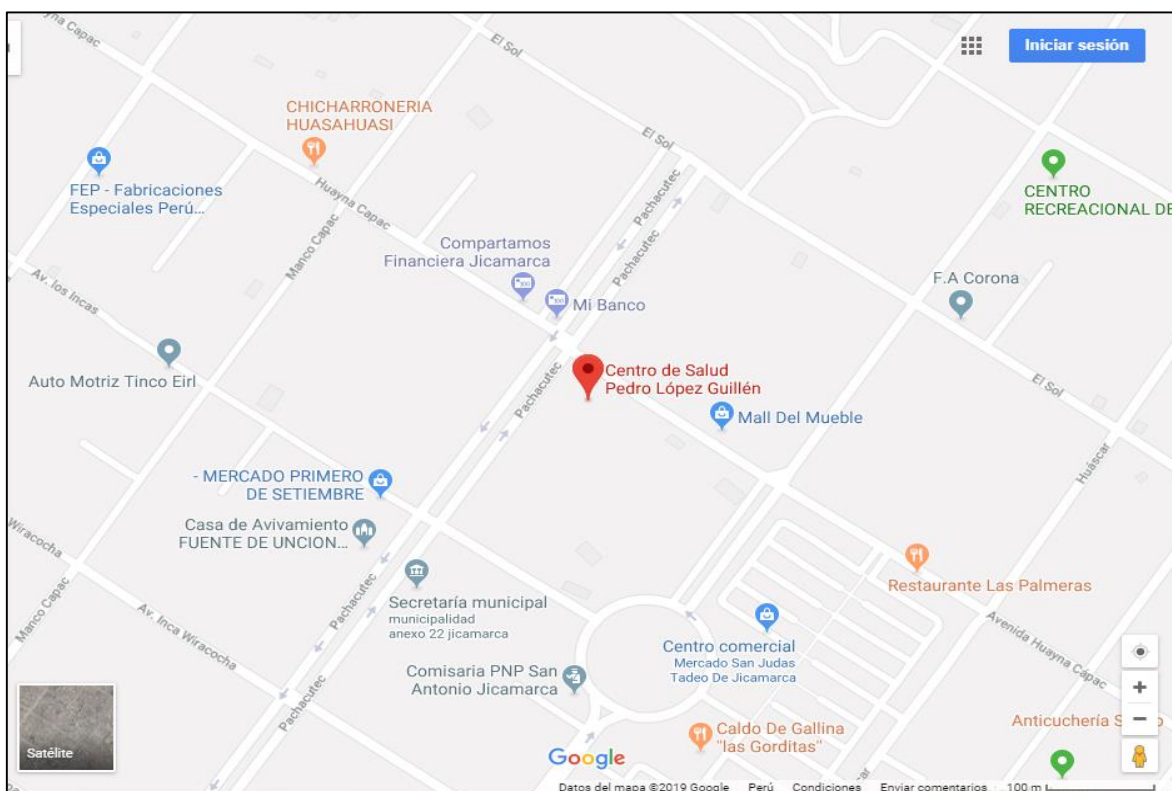 Huayna Capac
El Sol
Iniciar sesión
CHICHARRONERIA
HUASAHUASI
El Sol
FEP - Fabricaciones
Especiales Perú...
Huayna Capac
Pachacutec
CENTRO
RECREACIONAL DE
Manco Capac
Pachacutec
Compartamos
Financiera Jicamarca
Av. los Incas
F.A Corona
Mi Banco
Centro de Salud
Pedro López Guillén
Auto Motriz Tinco Eirl
Pachacutec
El Sol
Mall Del Mueble
Huáscar
- MERCADO PRIMERO
DE SETIEMBRE
Casa de Avivamiento
FUENTE DE UNCION...
Wiracocha
Restaurante Las Palmeras
Manco Capac
Pachacutec
Secretaría municipal
municipalidad
anexo 22 jicamarca
Av. Inca Wiracocha
Avenida Huayna Cápac
Centro comercial
Mercado San Judas
Tadeo De Jicamarca
Comisaria PNP San
Antonio Jicamarca
Pachacutec
Caldo De Gallina
"las Gorditas"
Anticuchería
Satélite
Google
Datos del mapa ©2019 Google Perú Condiciones Enviar comentarios 100 m